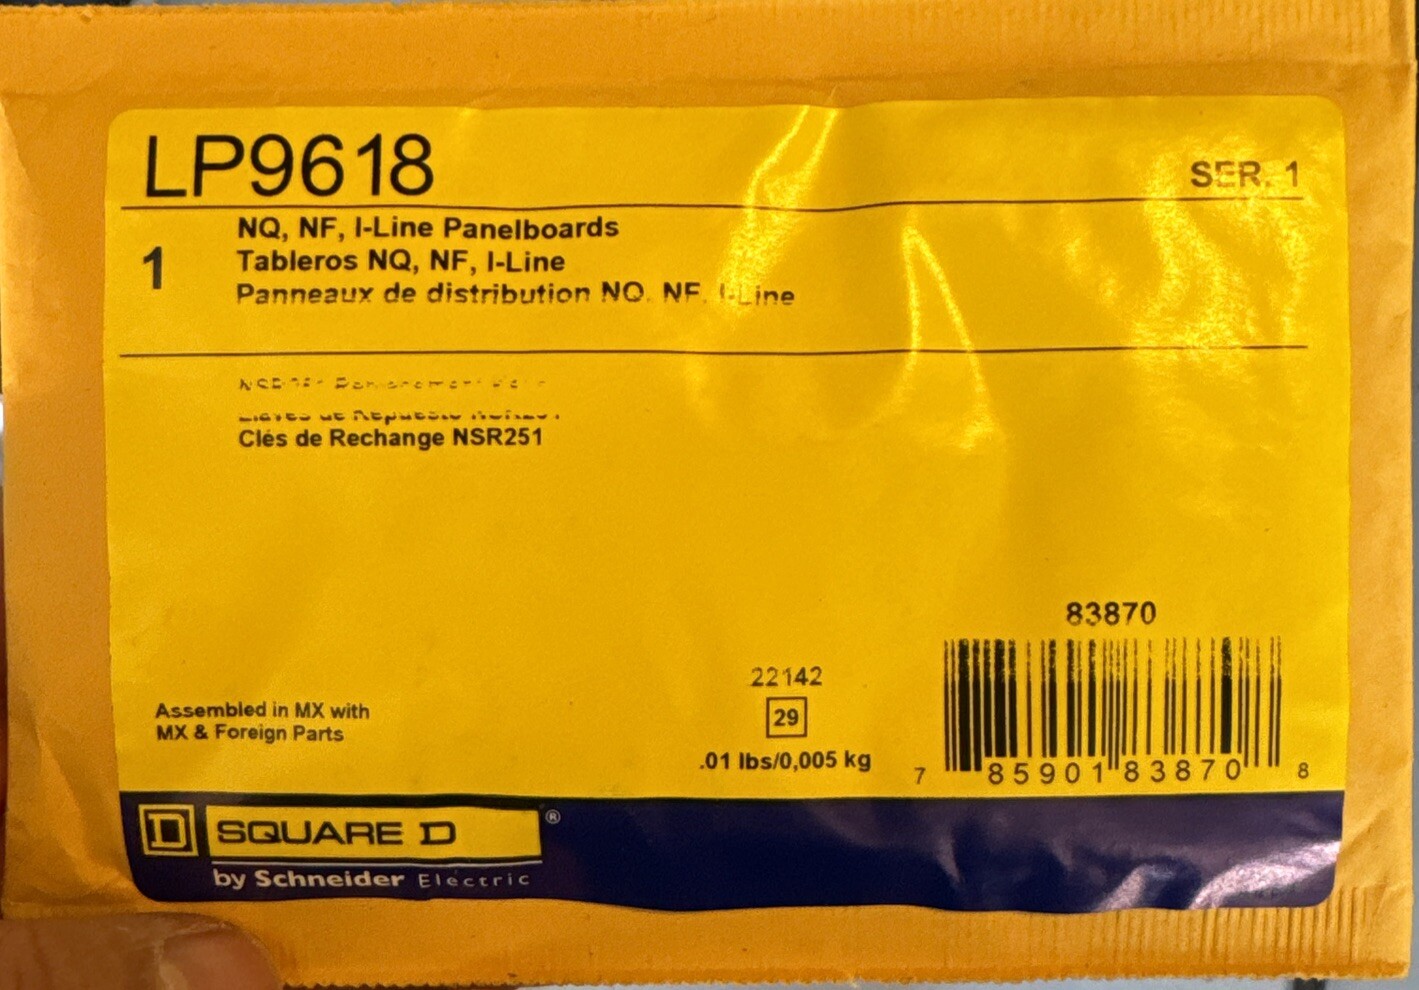 LP9618
SER. 1
1
NQ, NF, I-Line Panelboards
Tableros NQ, NF, I-Line
Panneaux de distribution NQ, NF, I-Line
Clés de Rechange NSR251
83870
22142
29
.01 lbs/0,005 kg
Assembled in MX with
MX & Foreign Parts
7 85901 83870 8
D SQUARE D ®
by Schneider Electric